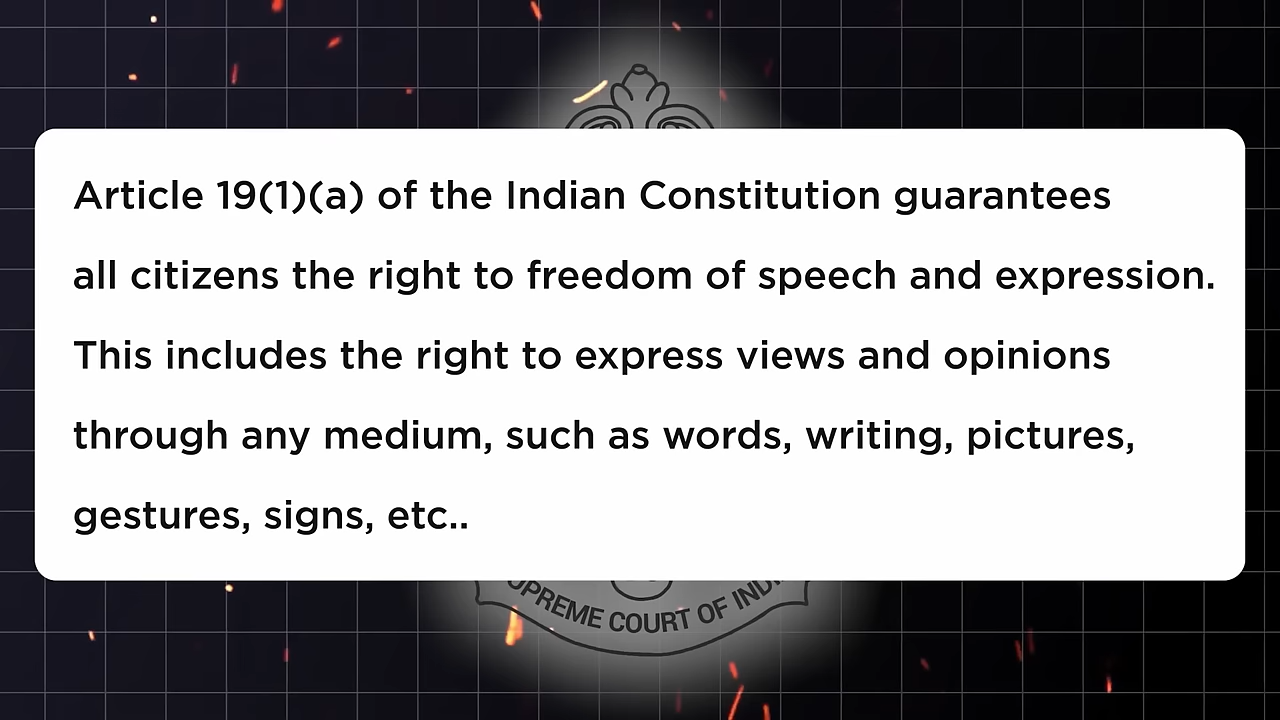 Article 19(1)(a) of the Indian Constitution guarantees
all citizens the right to freedom of speech and expression.
This includes the right to express views and opinions
through any medium, such as words, writing, pictures,
gestures, signs, etc..
SUPREME COURT OF INDIA